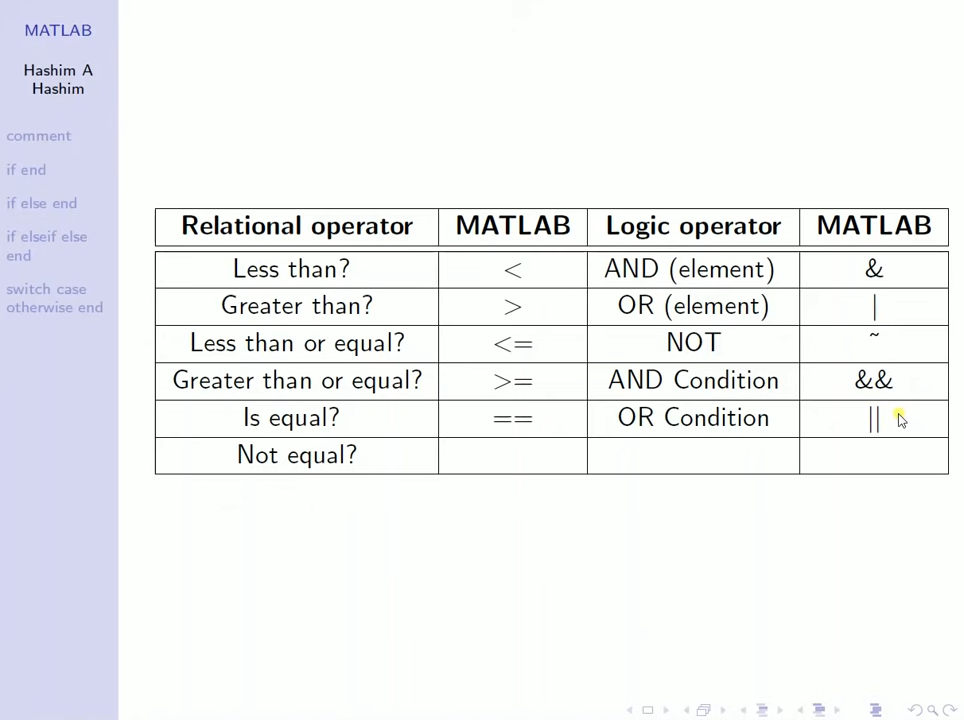 MATLAB
Hashim A
Hashim
comment
if end
if else end
if elseif else
end
switch case
otherwise end
Relational operator MATLAB Logic operator MATLAB
Less than? < AND (element) &
Greater than? > OR (element) |
Less than or equal? <= NOT ~
Greater than or equal? >= AND Condition &&
Is equal? == OR Condition ||
Not equal?